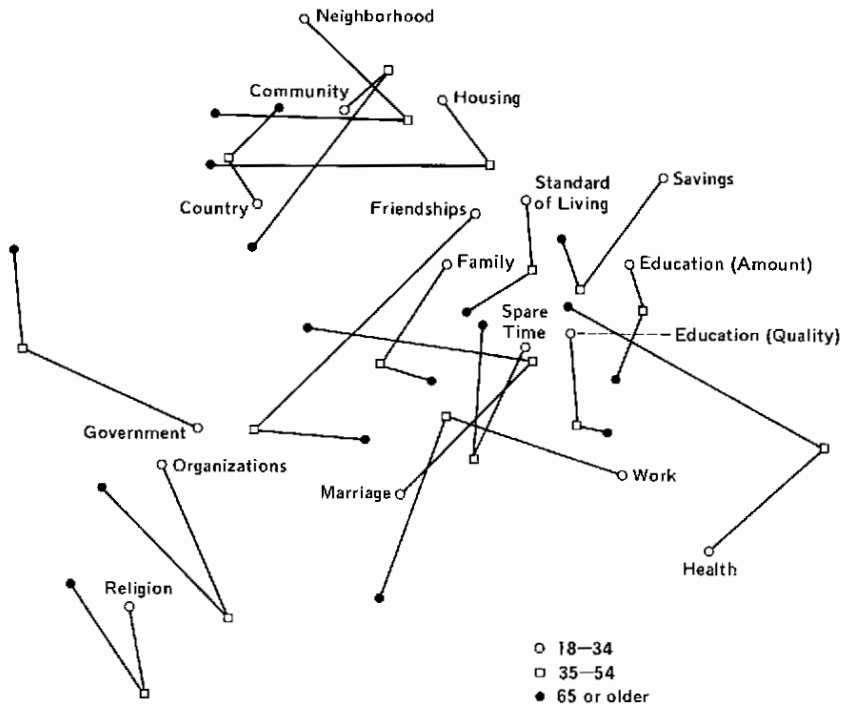 Neighborhood
Community
Housing
Country
Friendships
Standard
of Living
Savings
Family
Education (Amount)
Spare
Time
Education (Quality)
Government
Organizations
Marriage
Work
Health
Religion
18—34
35—54
65 or older